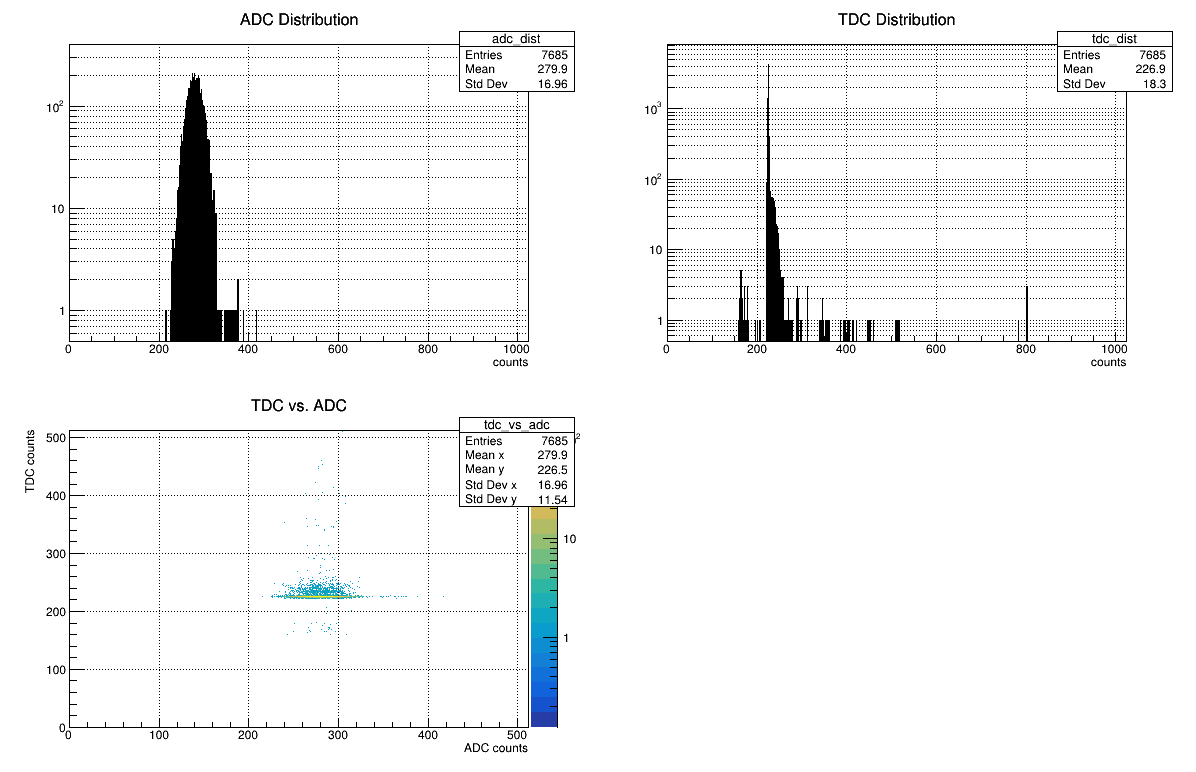 ADC Distribution
adc_dist
Entries 7685
Mean 279.9
Std Dev 16.96
10²
10
1
0 200 400 600 800 1000
counts
TDC Distribution
tdc_dist
Entries 7685
Mean 226.9
Std Dev 18.3
10³
10²
10
1
0 200 400 600 800 1000
counts
TDC vs. ADC
tdc_vs_adc
Entries 7685
Mean x 279.9
Mean y 226.5
Std Dev x 16.96
Std Dev y 11.54
TDC counts
500
400
300
200
100
0
0 100 200 300 400 500
ADC counts
2
10
1